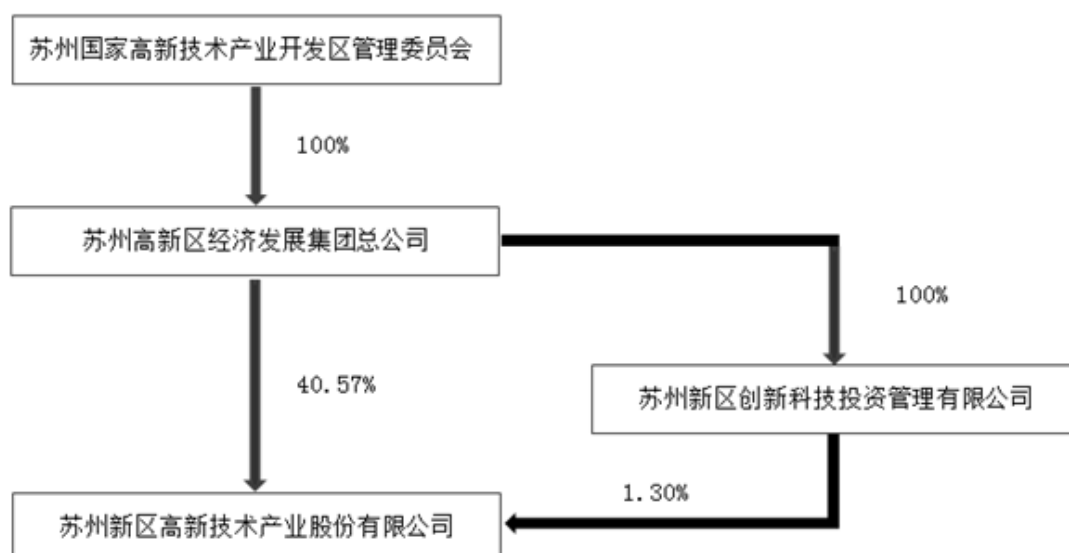 苏州国家高新技术产业开发区管理委员会
100%
苏州高新区经济发展集团总公司
100%
40.57%
苏州新区创新科技投资管理有限公司
1.30%
苏州新区高新技术产业股份有限公司